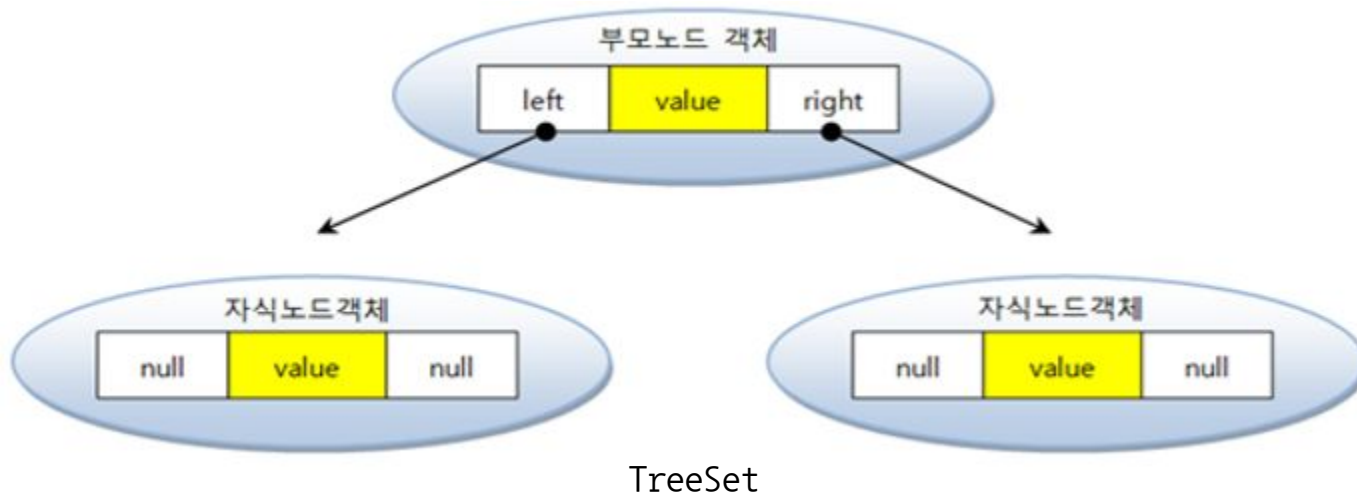 부모노드 객체
left value right
자식노드객체 자식노드객체
null value null null value null
TreeSet